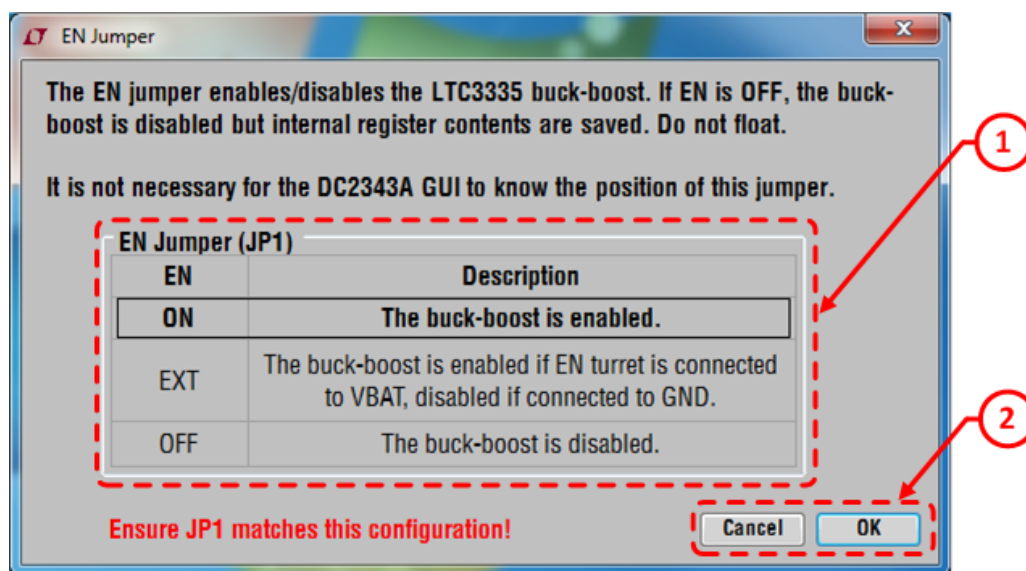 EN Jumper
x
The EN jumper enables/disables the LTC3335 buck-boost. If EN is OFF, the buck-
boost is disabled but internal register contents are saved. Do not float.
It is not necessary for the DC2343A GUI to know the position of this jumper.
1
EN Jumper (JP1)
EN Description
ON The buck-boost is enabled.
EXT The buck-boost is enabled if EN turret is connected
to VBAT, disabled if connected to GND.
OFF The buck-boost is disabled.
2
Ensure JP1 matches this configuration!
Cancel OK